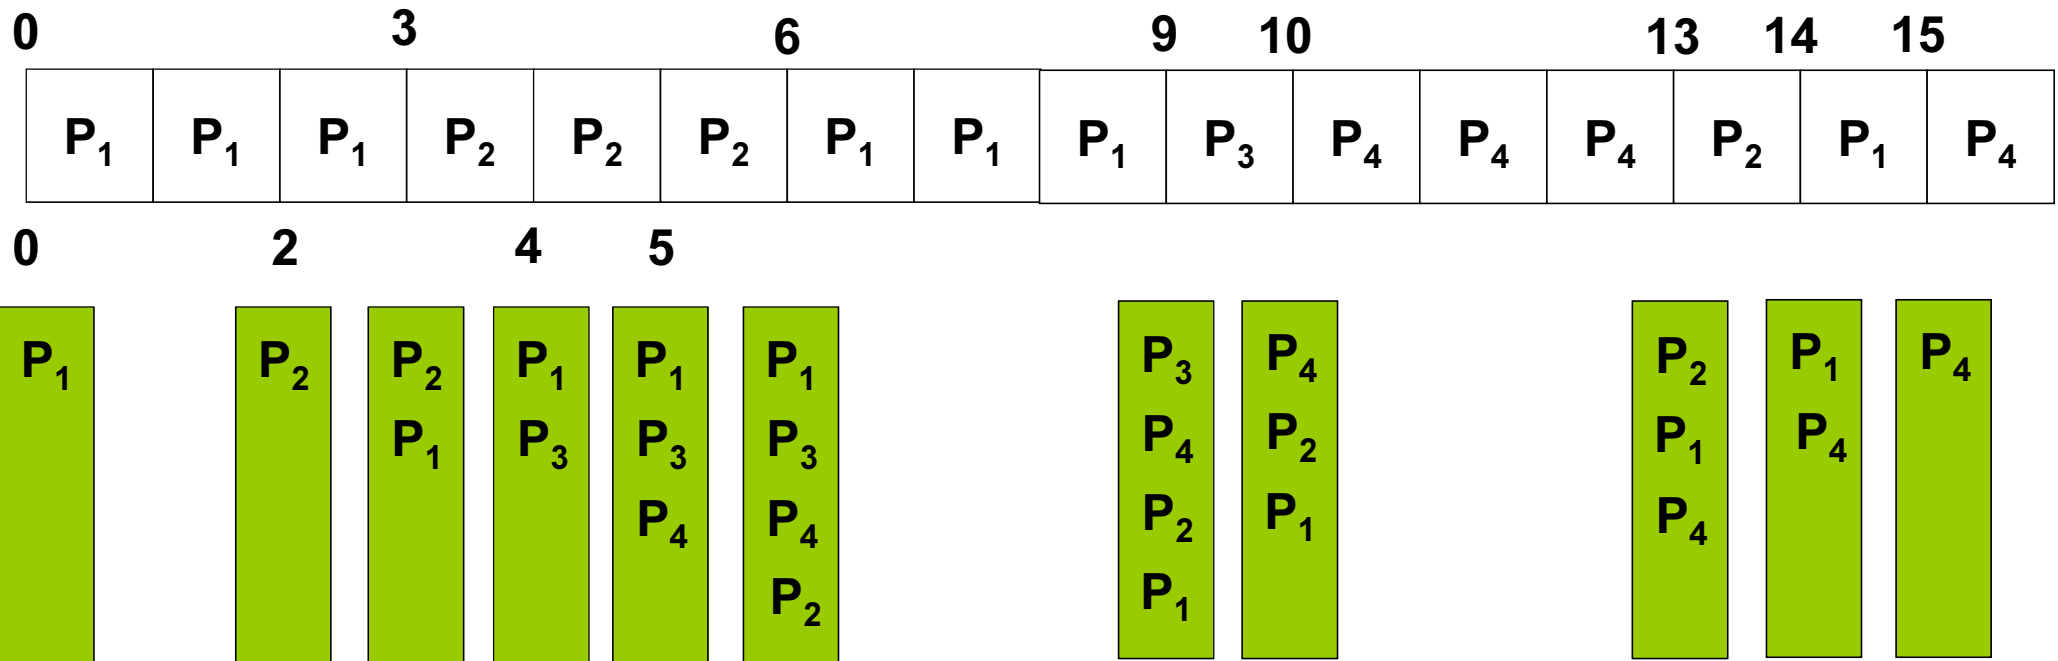 0 3 6 9 10 13 14 15
P₁ P₁ P₁ P₂ P₂ P₂ P₁ P₁ P₁ P₃ P₄ P₄ P₄ P₂ P₁ P₄
0 2 4 5
P₁ P₂ P₂ P₁ P₁ P₁ P₃ P₄ P₂ P₁ P₄
P₁ P₃ P₃ P₃ P₄ P₂ P₁ P₄
P₄ P₄ P₂ P₁ P₄
P₂ P₁